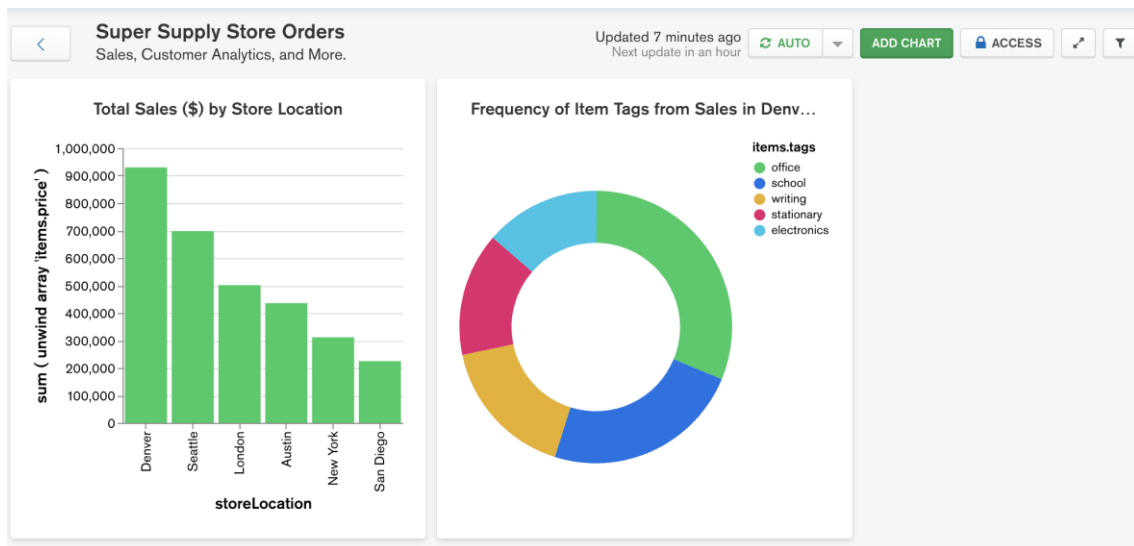 Super Supply Store Orders
Sales, Customer Analytics, and More.
Updated 7 minutes ago
Next update in an hour
AUTO
ADD CHART
ACCESS
Total Sales ($) by Store Location
sum ( unwind array 'items.price' )
1,000,000
900,000
800,000
700,000
600,000
500,000
400,000
300,000
200,000
100,000
0
Denver
Seattle
London
Austin
New York
San Diego
storeLocation
Frequency of Item Tags from Sales in Denv...
items.tags
office
school
writing
stationary
electronics